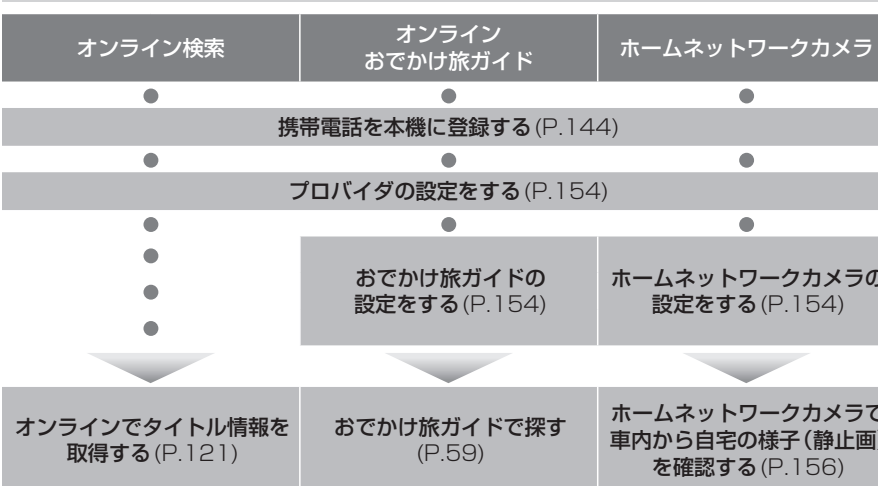 オンライン検索
オンライン
おでかけ旅ガイド
ホームネットワークカメラ
携帯電話を本機に登録する(P.144)
プロバイダの設定をする(P.154)
おでかけ旅ガイドの
設定をする(P.154)
ホームネットワークカメラの
設定をする(P.154)
オンラインでタイトル情報を
取得する(P.121)
おでかけ旅ガイドで探す
(P.59)
ホームネットワークカメラで
車内から自宅の様子(静止画)
を確認する(P.156)